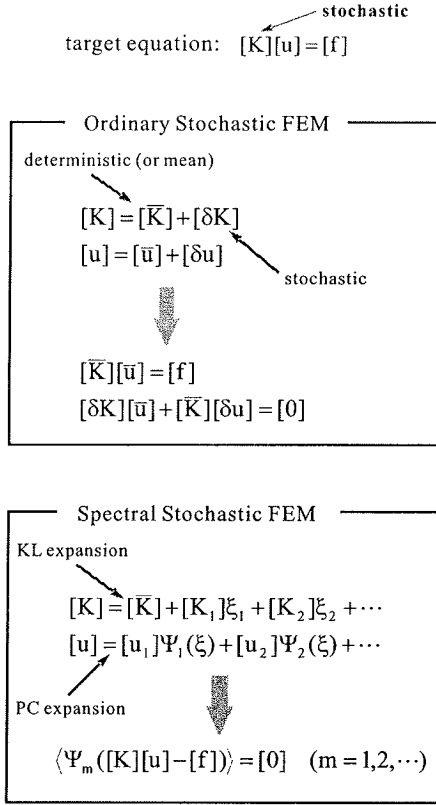 stochastic
target equation: [K][u]=[f]
Ordinary Stochastic FEM
deterministic (or mean)
[K]=[K̅]+[δK]
[u]=[u̅]+[δu]
stochastic
[K̅][u̅]=[f]
[δK][u̅]+[K̅][δu]=[0]
Spectral Stochastic FEM
KL expansion
[K]=[K̅]+[K₁]ξ₁+[K₂]ξ₂+⋯
[u]=[u₁]Ψ₁(ξ)+[u₂]Ψ₂(ξ)+⋯
PC expansion
⟨Ψₘ([K][u]−[f])⟩=[0] (m=1,2,⋯)